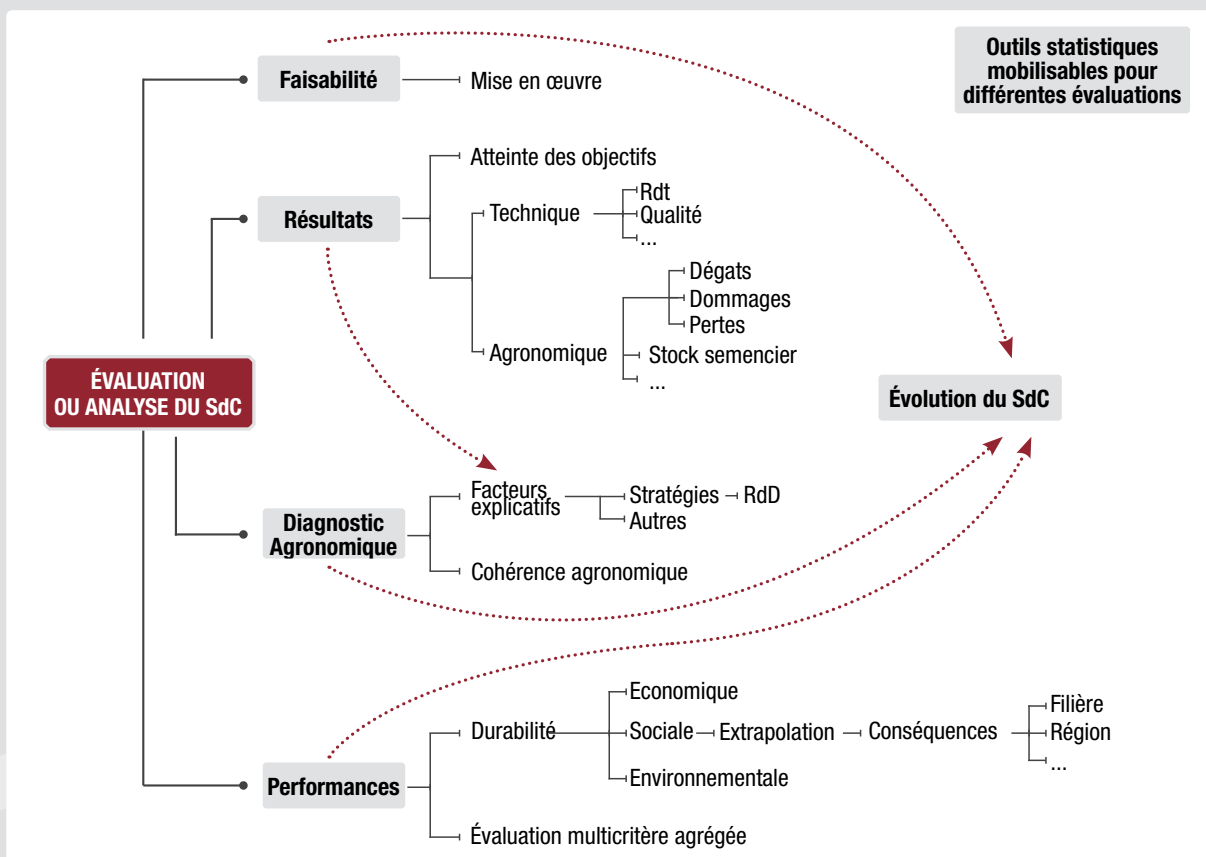 Outils statistiques
mobilisables pour
différentes évaluations
Faisabilité
Mise en œuvre
Résultats
Atteinte des objectifs
Technique
Rdt
Qualité
...
Agronomique
Dégats
Dommages
Pertes
Stock semencier
...
ÉVALUATION
OU ANALYSE DU SdC
Évolution du SdC
Diagnostic
Agronomique
Facteurs
explicatifs
Stratégies
RdD
Autres
Cohérence agronomique
Performances
Durabilité
Economique
Sociale
Extrapolation
Conséquences
Filière
Région
...
Environnementale
Évaluation multicritère agrégée